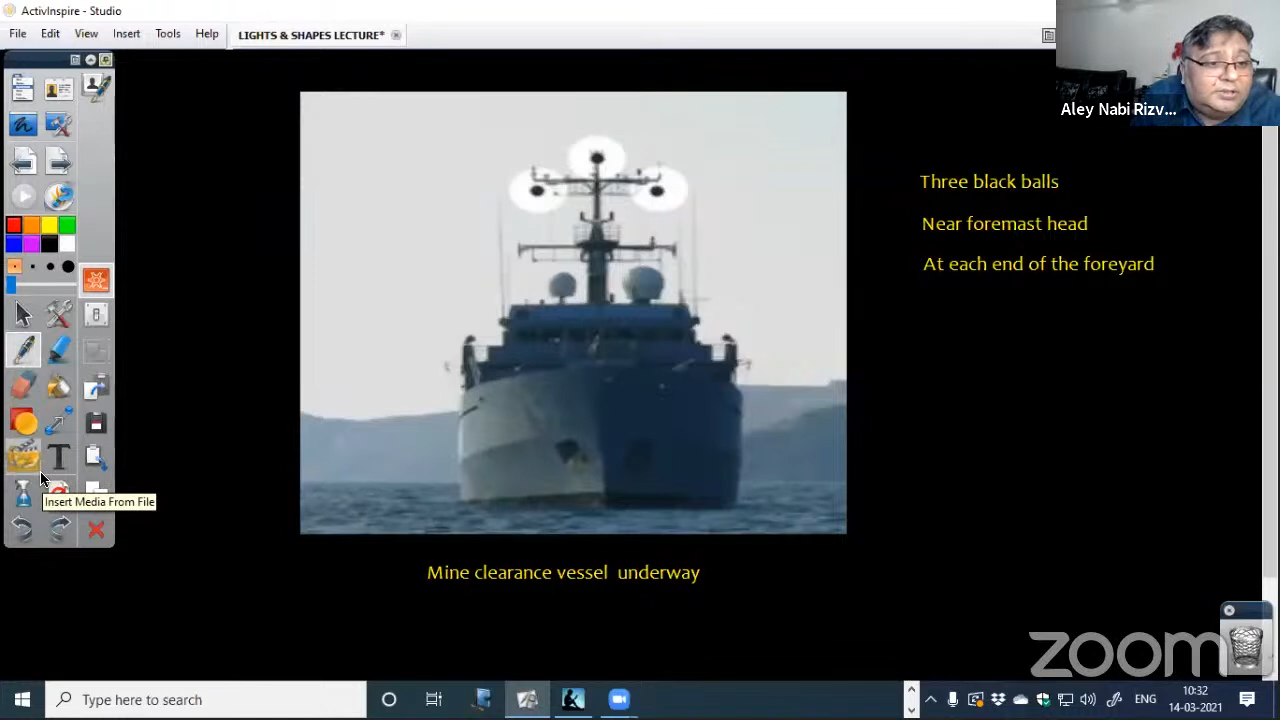 ActivInspire - Studio
File Edit View Insert Tools Help LIGHTS & SHAPES LECTURE*
Aley Nabi Rizv...
Three black balls
Near foremast head
At each end of the foreyard
T
Insert Media From File
Mine clearance vessel underway
zoom
Type here to search
ENG
10:32
14-03-2021